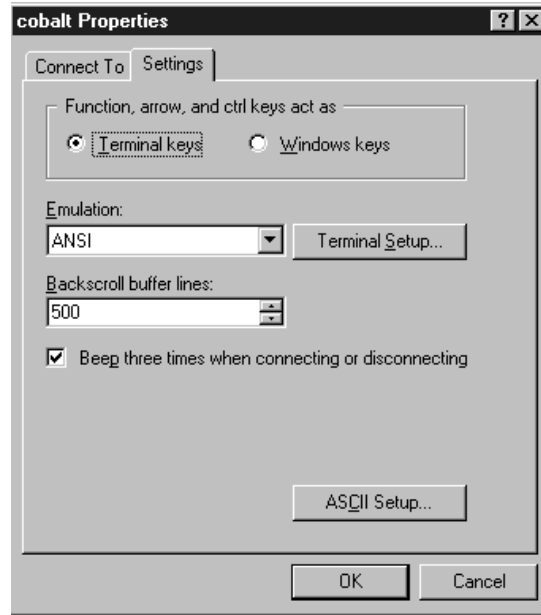 cobalt Properties ? X
Connect To Settings
Function, arrow, and ctrl keys act as
Terminal keys Windows keys
Emulation:
ANSI Terminal Setup...
Backscroll buffer lines:
500
Beep three times when connecting or disconnecting
ASCII Setup...
OK Cancel